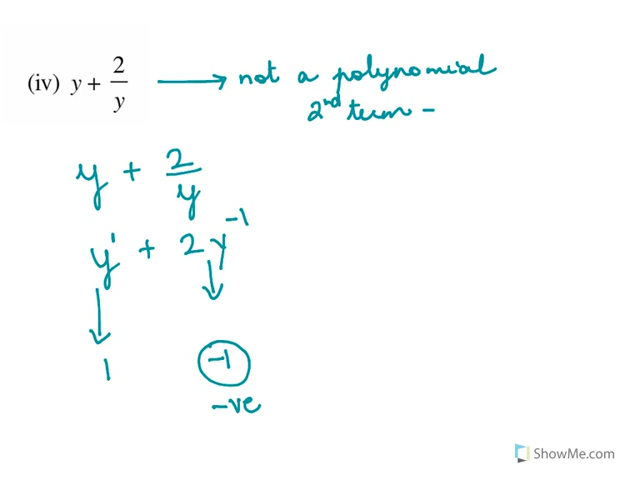 (iv) y + 2/y → not a polynomial
2nd term –
y + 2/y
y¹ + 2y⁻¹
↓ ↓
1 -1
-ve
ShowMe.com